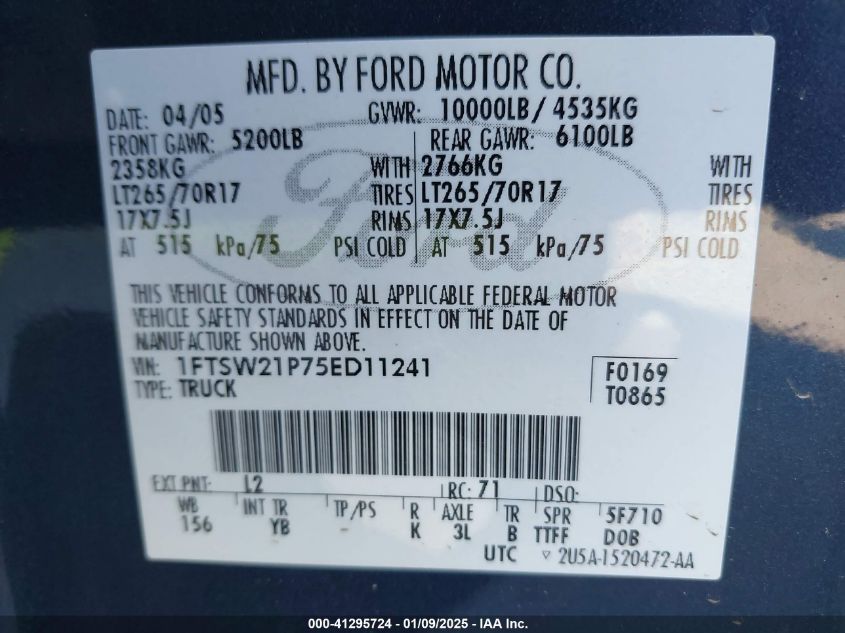 MFD. BY FORD MOTOR CO.
DATE: 04/05 GVWR: 10000LB/ 4535KG
FRONT GAWR: 5200LB REAR GAWR: 6100LB
2358KG WITH 2766KG WITH
LT265/70R17 TIRES LT265/70R17 TIRES
17X7.5J RIMS 17X7.5J RIMS
AT 515 kPa/75 PSI COLD AT 515 kPa/75 PSI COLD
Ford
THIS VEHICLE CONFORMS TO ALL APPLICABLE FEDERAL MOTOR
VEHICLE SAFETY STANDARDS IN EFFECT ON THE DATE OF
MANUFACTURE SHOWN ABOVE.
VIN: 1FTSW21P75ED11241 F0169
TYPE: TRUCK T0865
EXT PNT: L2 RC: 71 DSO:
WB INT TR TP/PS R AXLE TR SPR 5F710
156 YB - K 3L B TTFF DOB
UTC ▽ 2U5A-1520472-AA
000-41295724 - 01/09/2025 - IAA Inc.